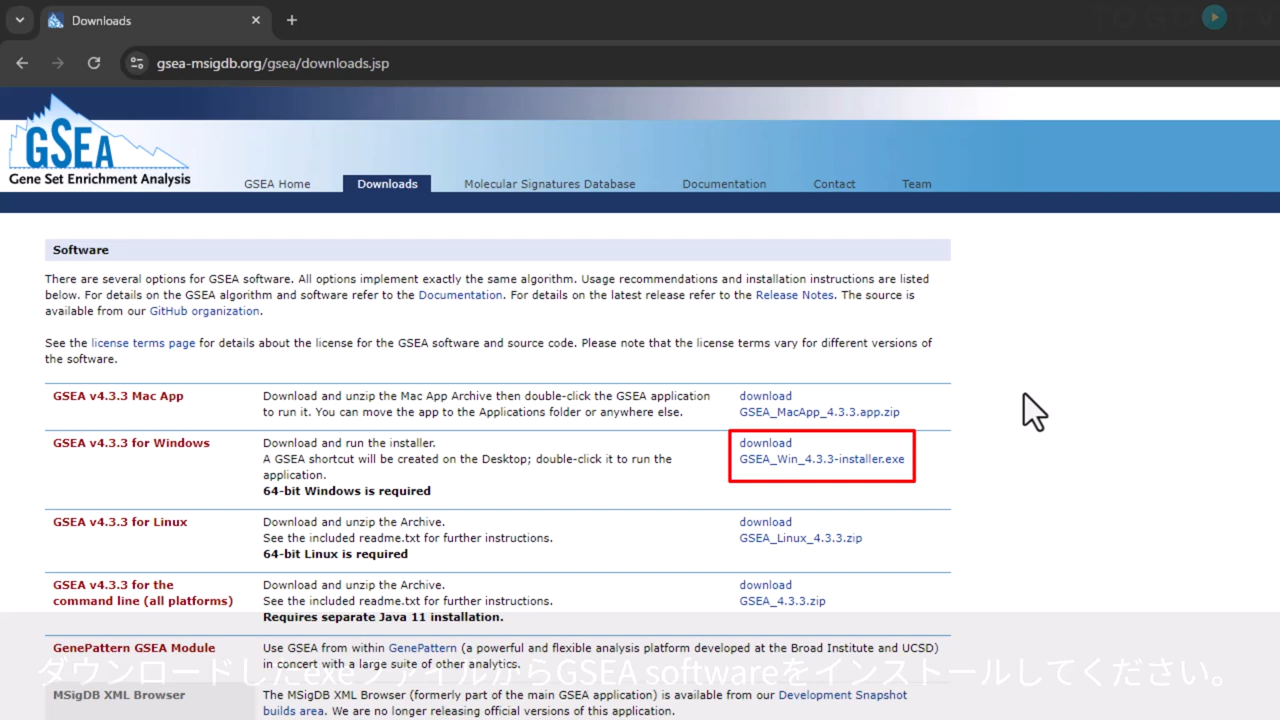 Downloads
TOGO TV
gsea-msigdb.org/gsea/downloads.jsp
GSEA
Gene Set Enrichment Analysis
GSEA Home
Downloads
Molecular Signatures Database
Documentation
Contact
Team
Software
There are several options for GSEA software. All options implement exactly the same algorithm. Usage recommendations and installation instructions are listed
below. For details on the GSEA algorithm and software refer to the Documentation. For details on the latest release refer to the Release Notes. The source is
available from our GitHub organization.
See the license terms page for details about the license for the GSEA software and source code. Please note that the license terms vary for different versions of
the software.
GSEA v4.3.3 Mac App
Download and unzip the Mac App Archive then double-click the GSEA application
to run it. You can move the app to the Applications folder or anywhere else.
download
GSEA_MacApp_4.3.3.app.zip
GSEA v4.3.3 for Windows
Download and run the installer.
A GSEA shortcut will be created on the Desktop; double-click it to run the
application.
64-bit Windows is required
download
GSEA_Win_4.3.3-installer.exe
GSEA v4.3.3 for Linux
Download and unzip the Archive.
See the included readme.txt for further instructions.
64-bit Linux is required
download
GSEA_Linux_4.3.3.zip
GSEA v4.3.3 for the
command line (all platforms)
Download and unzip the Archive.
See the included readme.txt for further instructions.
Requires separate Java 11 installation.
download
GSEA_4.3.3.zip
GenePattern GSEA Module
Use GSEA from within GenePattern (a powerful and flexible analysis platform developed at the Broad Institute and UCSD)
in concert with a large suite of other analytics.
ダウンロードしたexeファイルからGSEA softwareをインストールしてください。
MSigDB XML Browser
The MSigDB XML Browser (formerly part of the main GSEA application) is available from our Development Snapshot
builds area. We are no longer releasing official versions of this application.